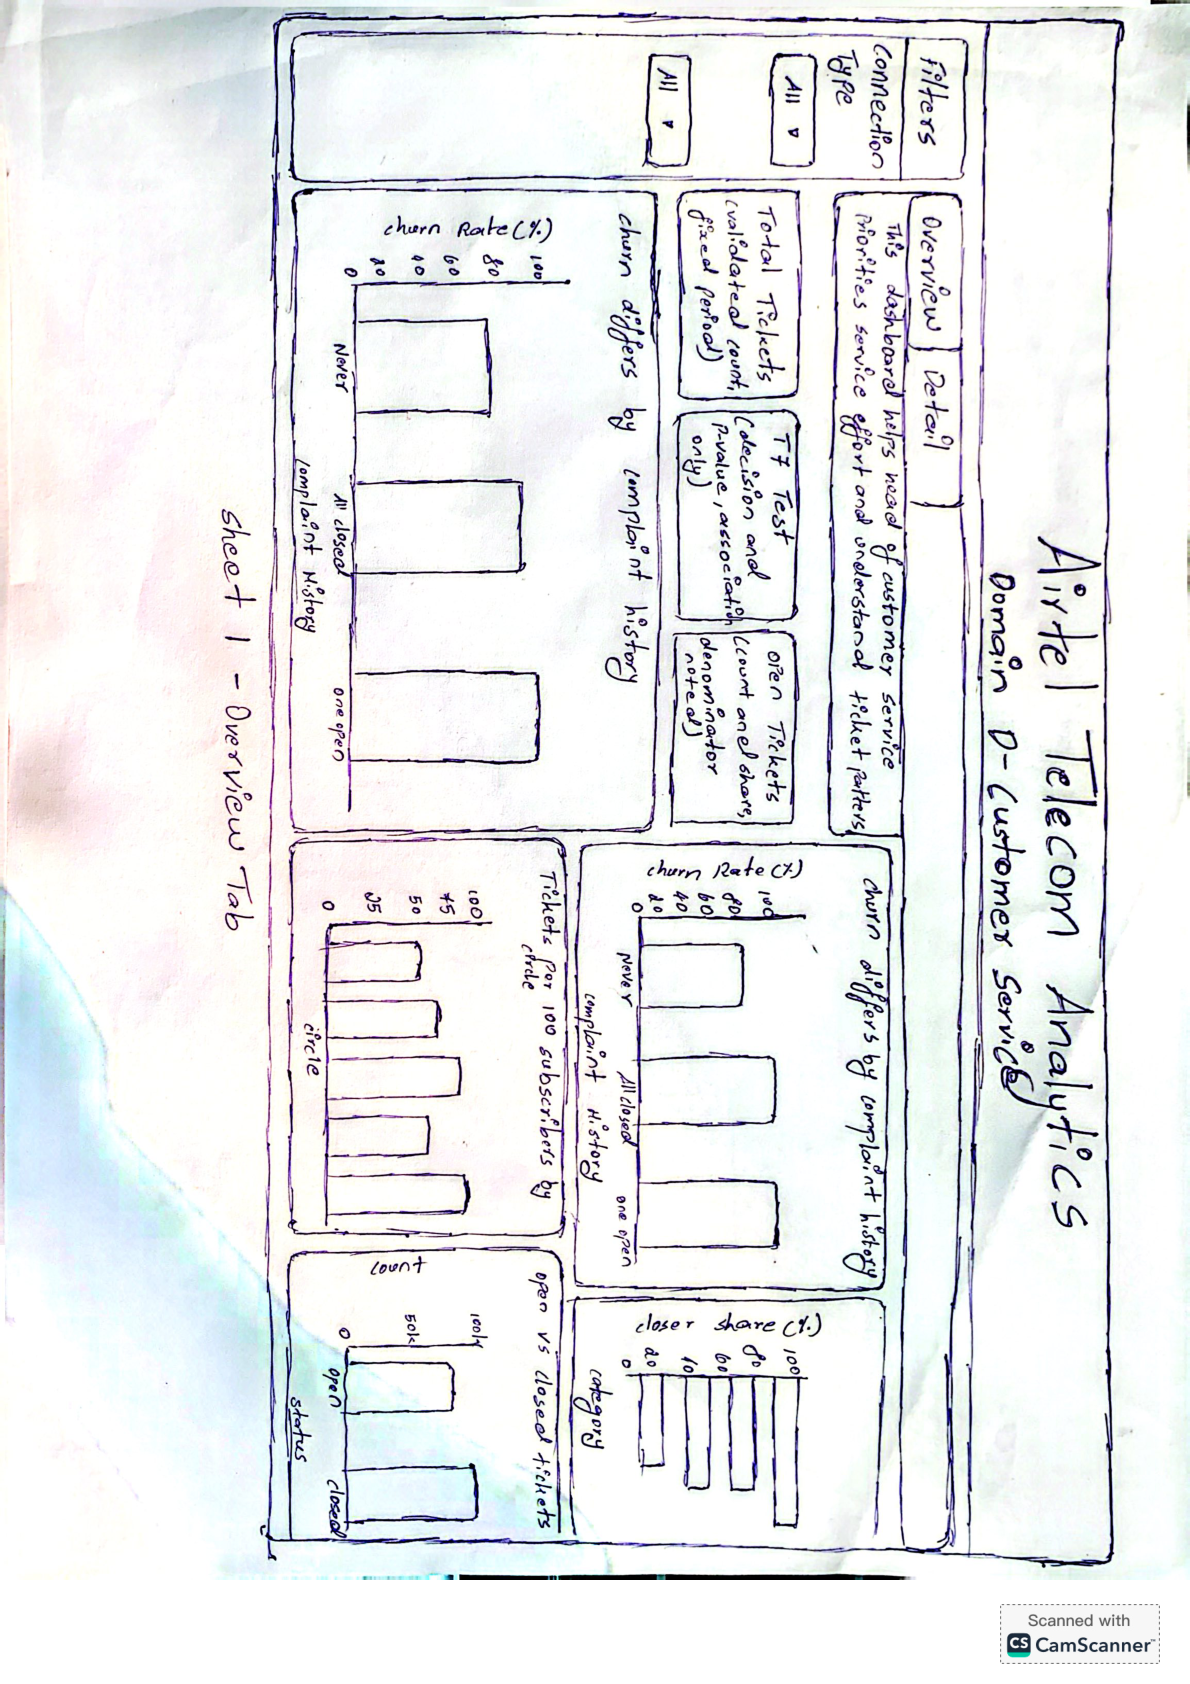 Airtel Telecom Analytics
Domain D - Customer Service
Filters
Connection
Type
All ▾
All ▾
Overview
Detail
This dashboard helps head of customer service
priorities service effort and understand ticket patters
Total Tickets
(validated count,
fixed period)
T7 Test
(decision and
p-value, association
only)
open Tickets
(count and share,
denominator
noted)
churn differs by complaint history
churn Rate (%)
100
80
60
40
20
0
Never
All closed
one open
complaint History
churn differs by complaint history
churn Rate (%)
100
80
60
40
20
0
Never
All closed
one open
complaint History
closer share (%)
100
80
60
40
20
0
category
Tickets per 100 subscribers by
circle
100
75
50
25
0
circle
open vs closed tickets
count
100k
50k
0
open
closed
status
Sheet 1 - Overview Tab
Scanned with
CS CamScanner